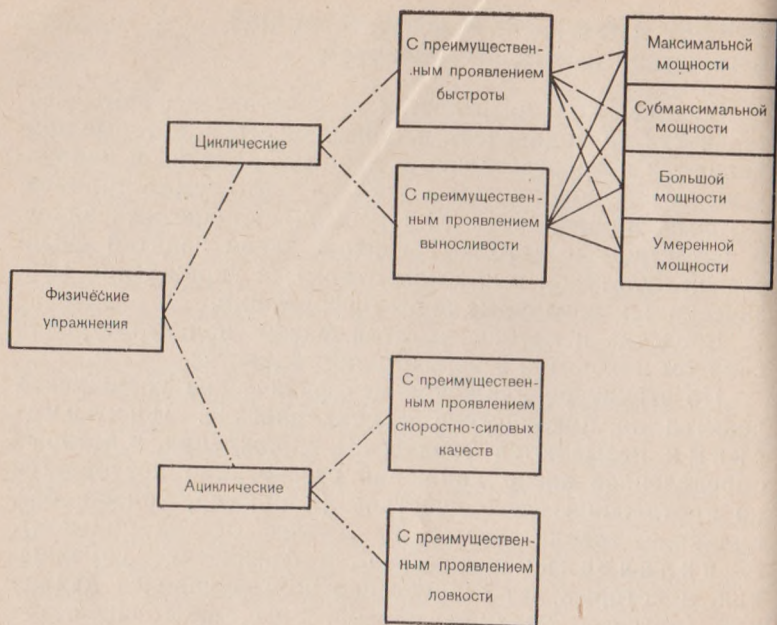 С преимуществен-
ным проявлением
быстроты
Максимальной
мощности
Субмаксимальной
мощности
Большой
мощности
Умеренной
мощности
Циклические
С преимуществен-
ным проявлением
выносливости
Физические
упражнения
С преимуществен-
ным проявлением
скоростно-силовых
качеств
Ациклические
С преимуществен-
ным проявлением
ловкости